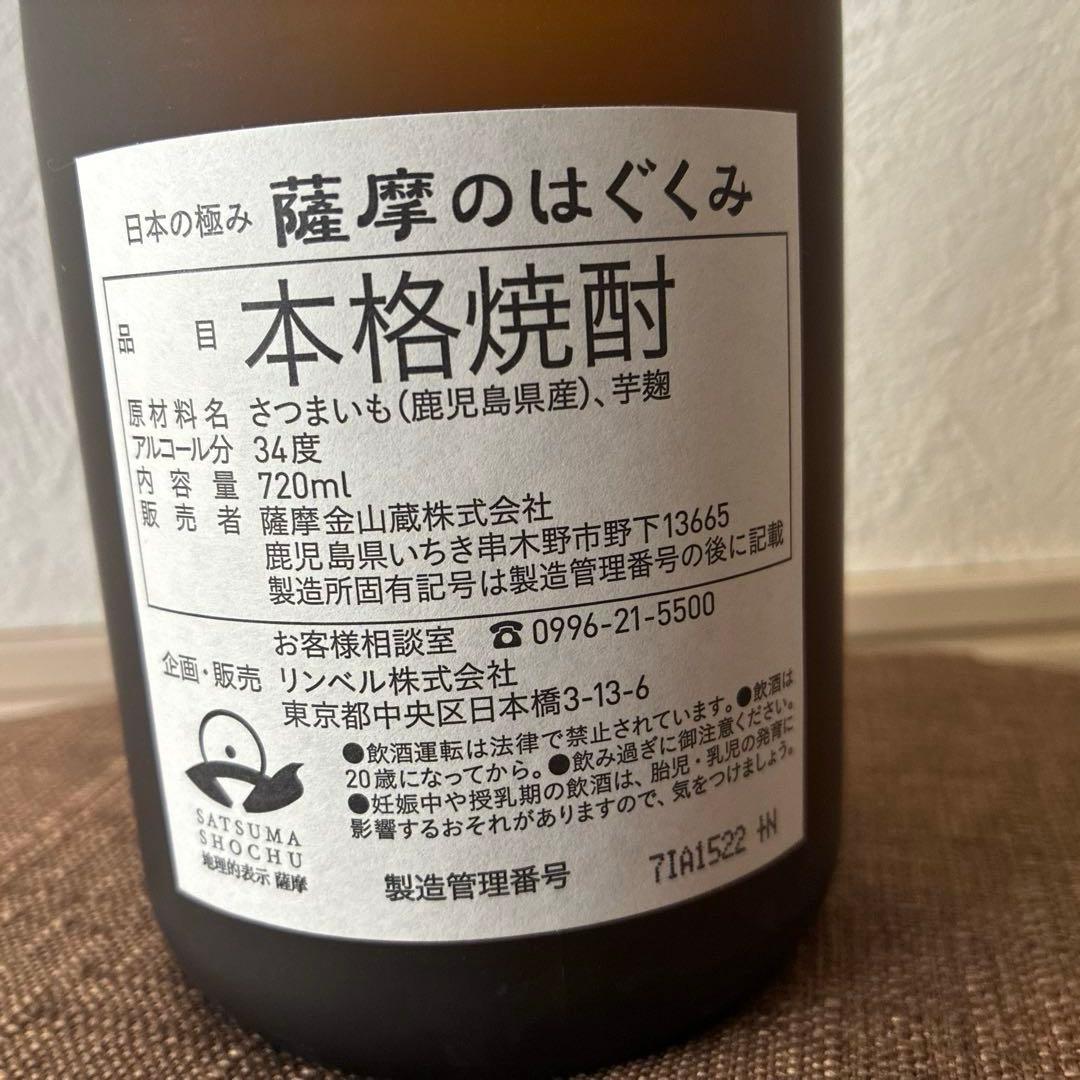 日本の極み 薩摩のはぐくみ
品目 本格焼酎
原材料名 さつまいも(鹿児島県産)、芋麹
アルコール分 34度
内容量 720ml
販売者 薩摩金山蔵株式会社
鹿児島県いちき串木野市野下13665
製造所固有記号は製造管理番号の後に記載
お客様相談室 ☎0996-21-5500
企画・販売 リンベル株式会社
東京都中央区日本橋3-13-6
●飲酒運転は法律で禁止されています。●飲酒は
20歳になってから。●飲み過ぎに御注意ください。
●妊娠中や授乳期の飲酒は、胎児・乳児の発育に
影響するおそれがありますので、気をつけましょう。
SATSUMA
SHOCHU
地理的表示 薩摩
製造管理番号 7IA1522 +N